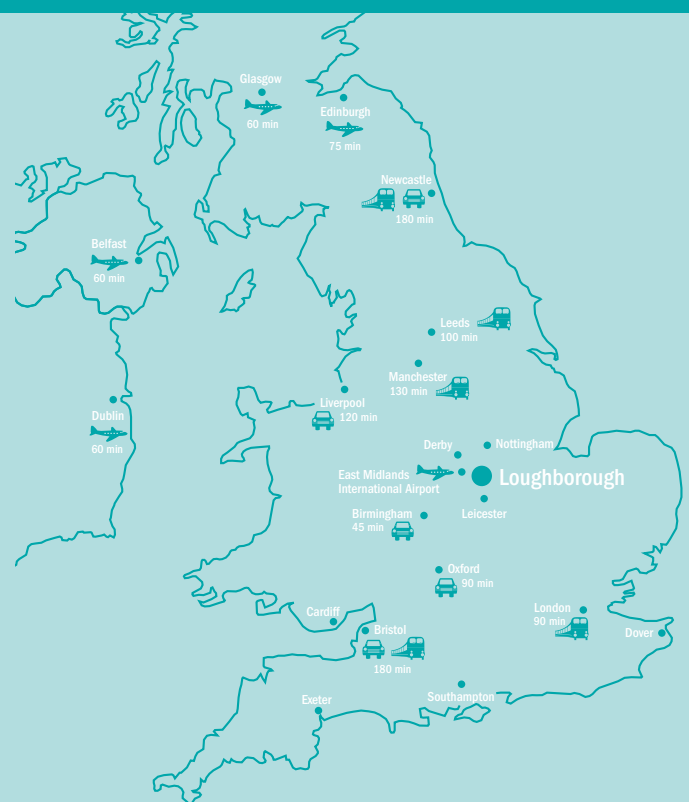 Glasgow
60 min
Edinburgh
75 min
Newcastle
180 min
Belfast
60 min
Leeds
100 min
Manchester
130 min
Liverpool
120 min
Dublin
60 min
Derby
Nottingham
East Midlands
International Airport
Loughborough
Birmingham
45 min
Leicester
Oxford
90 min
London
90 min
Cardiff
Bristol
180 min
Dover
Southampton
Exeter